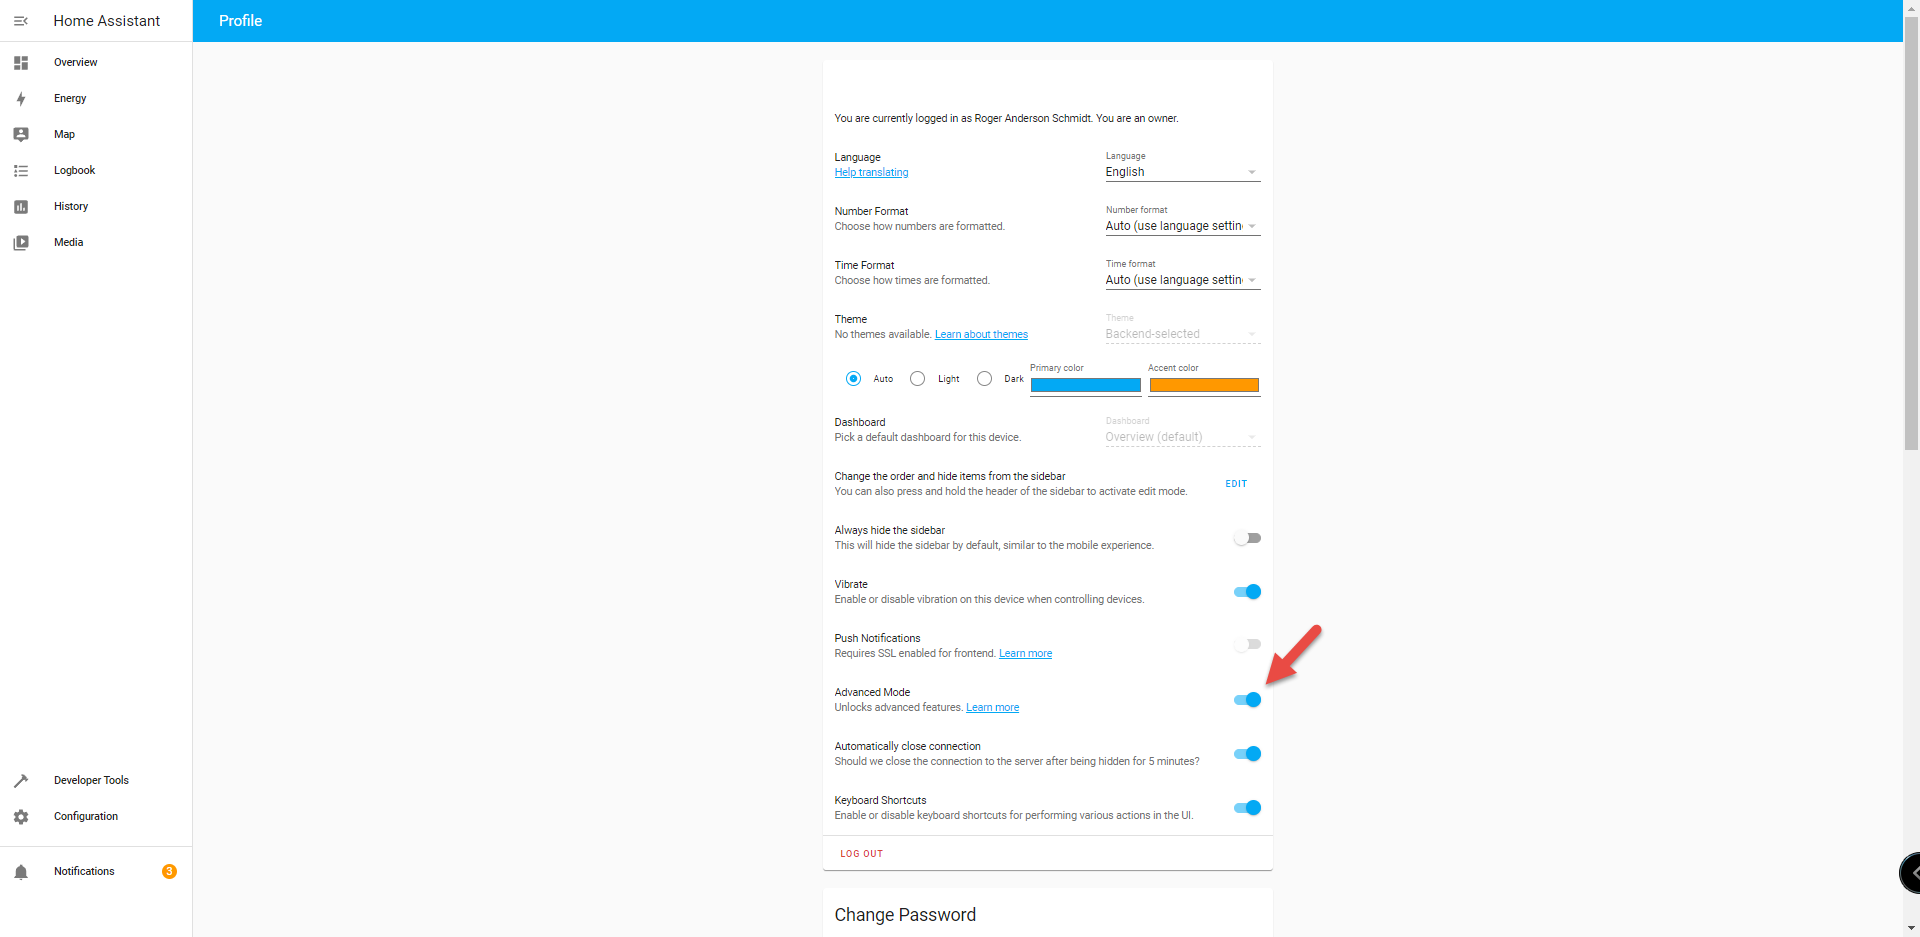 Home Assistant
Profile
Overview
Energy
Map
Logbook
History
Media
Developer Tools
Configuration
Notifications
3
You are currently logged in as Roger Anderson Schmidt. You are an owner.
Language
Help translating
Language
English
Number Format
Choose how numbers are formatted.
Number format
Auto (use language settin
Time Format
Choose how times are formatted.
Time format
Auto (use language settin
Theme
No themes available. Learn about themes
Theme
Backend-selected
Auto
Light
Dark
Primary color
Accent color
Dashboard
Pick a default dashboard for this device.
Dashboard
Overview (default)
Change the order and hide items from the sidebar
You can also press and hold the header of the sidebar to activate edit mode.
EDIT
Always hide the sidebar
This will hide the sidebar by default, similar to the mobile experience.
Vibrate
Enable or disable vibration on this device when controlling devices.
Push Notifications
Requires SSL enabled for frontend. Learn more
Advanced Mode
Unlocks advanced features. Learn more
Automatically close connection
Should we close the connection to the server after being hidden for 5 minutes?
Keyboard Shortcuts
Enable or disable keyboard shortcuts for performing various actions in the UI.
LOG OUT
Change Password